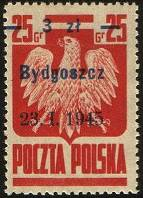 25 Gr 3 zł 25 Gr
Bydgoszcz
23. I. 1945
POCZTA POLSKA